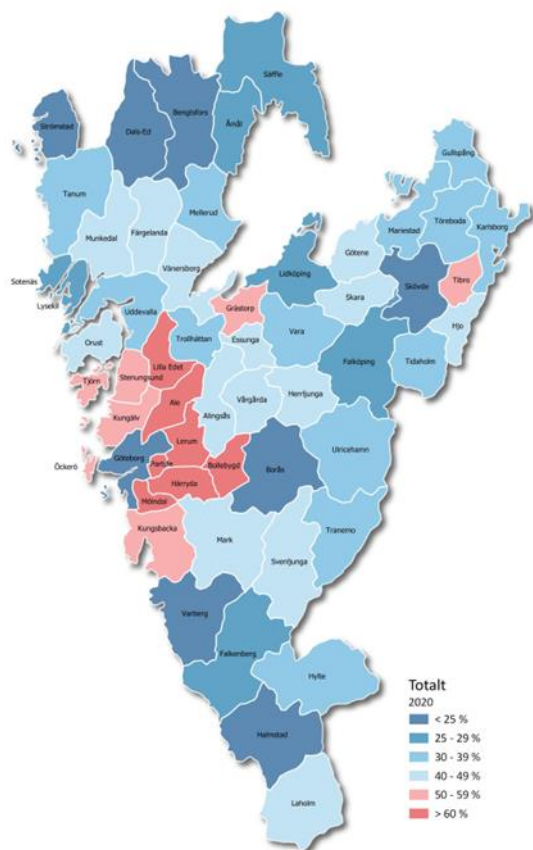 Säffle
Bengtsfors
Strömstad
Dals-Ed
Åmål
Gullspång
Tanum
Mellerud
Töreboda
Mariestad
Karlsborg
Munkedal
Färgelanda
Götene
Vänersborg
Lidköping
Tibro
Sotenäs
Skövde
Lysekil
Skara
Grästorp
Uddevalla
Hjo
Trollhättan
Vara
Essunga
Orust
Falköping
Tidaholm
Lilla Edet
Stenungsund
Tjörn
Vårgårda
Herrljunga
Ale
Kungälv
Alingsås
Lerum
Ulricehamn
Göteborg
Partille
Bollebygd
Borås
Öckerö
Härryda
Mölndal
Kungsbacka
Tranemo
Mark
Svenljunga
Varberg
Falkenberg
Hylte
Halmstad
Laholm
Totalt
2020
< 25 %
25 - 29 %
30 - 39 %
40 - 49 %
50 - 59 %
> 60 %